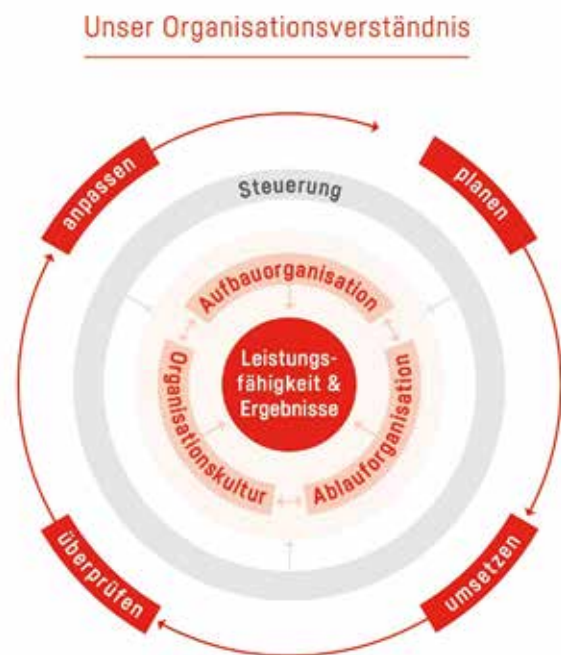 Unser Organisationsverständnis
anpassen
planen
Steuerung
Aufbauorganisation
Leistungs-
fähigkeit &
Ergebnisse
Organisationskultur
Ablauforganisation
überprüfen
umsetzen